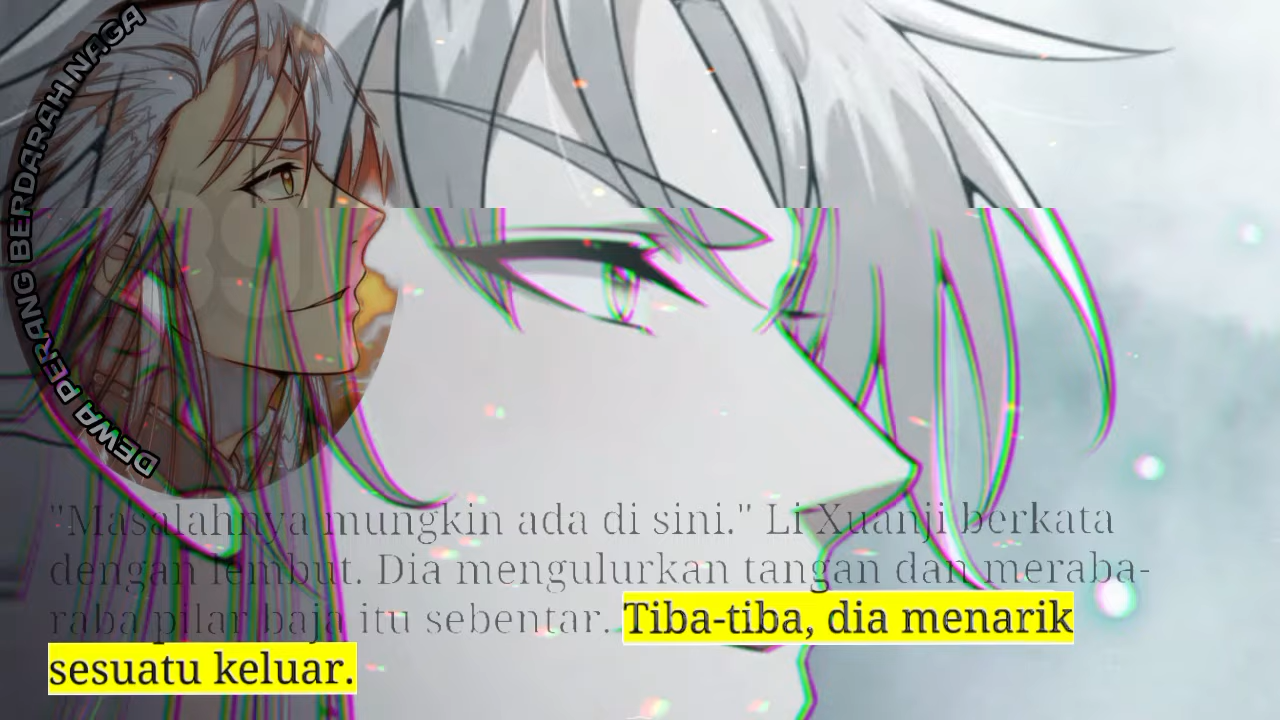 DEWA PERANG BERDARAH NAGA
"Masalahnya mungkin ada di sini." Li Xuanji berkata
dengan lembut. Dia mengulurkan tangan dan meraba-
raba pilar baja itu sebentar. Tiba-tiba, dia menarik
sesuatu keluar.